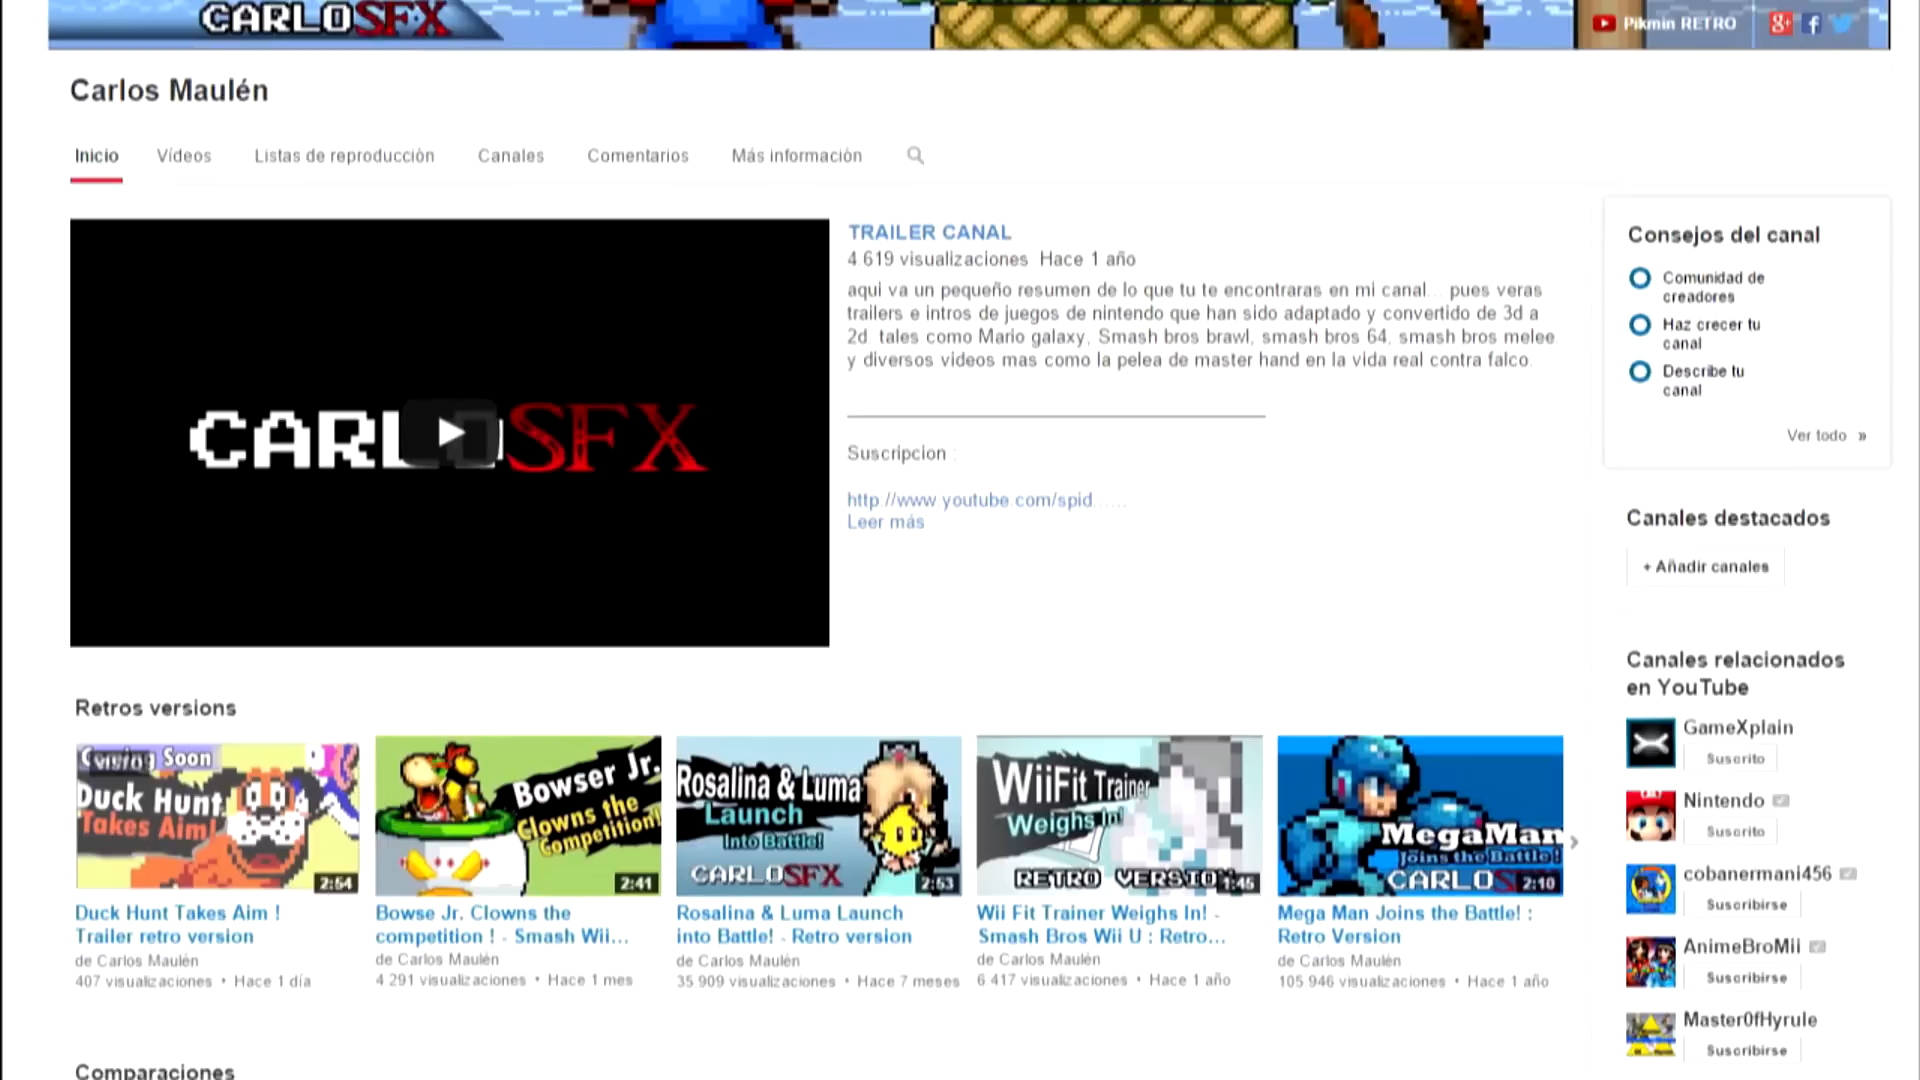 CARLOSFX
Pikmin RETRO
Carlos Maulén
Inicio
Vídeos
Listas de reproducción
Canales
Comentarios
Más información
CARLOSFX
TRAILER CANAL
4 619 visualizaciones Hace 1 año
aqui va un pequeño resumen de lo que tu te encontraras en mi canal... pues veras
trailers e intros de juegos de nintendo que han sido adaptado y convertido de 3d a
2d tales como Mario galaxy, Smash bros brawl, smash bros 64, smash bros melee
y diversos videos mas como la pelea de master hand en la vida real contra falco.
Suscripcion :
http://www.youtube.com/spid......
Leer más
Consejos del canal
Comunidad de
creadores
Haz crecer tu
canal
Describe tu
canal
Ver todo »
Canales destacados
+ Añadir canales
Canales relacionados
en YouTube
GameXplain
Suscrito
Nintendo
Suscrito
cobanermani456
Suscribirse
AnimeBroMii
Suscribirse
Master0fHyrule
Suscribirse
Retros versions
Coming Soon
Duck Hunt
Takes Aim!
2:54
Bowser Jr.
Clowns the
Competition!
2:41
Rosalina & Luma
Launch
Into Battle!
CARLOSFX
2:53
WiiFit Trainer
Weighs In!
RETRO VERSIO
1:45
MegaMan
Joins the Battle!
CARLOS
2:10
Duck Hunt Takes Aim !
Trailer retro version
de Carlos Maulén
407 visualizaciones • Hace 1 día
Bowse Jr. Clowns the
competition ! - Smash Wii...
de Carlos Maulén
4 291 visualizaciones • Hace 1 mes
Rosalina & Luma Launch
into Battle! - Retro version
de Carlos Maulén
35 909 visualizaciones • Hace 7 meses
Wii Fit Trainer Weighs In! -
Smash Bros Wii U : Retro...
de Carlos Maulén
6 417 visualizaciones • Hace 1 año
Mega Man Joins the Battle! :
Retro Version
de Carlos Maulén
105 946 visualizaciones • Hace 1 año
Comparaciones